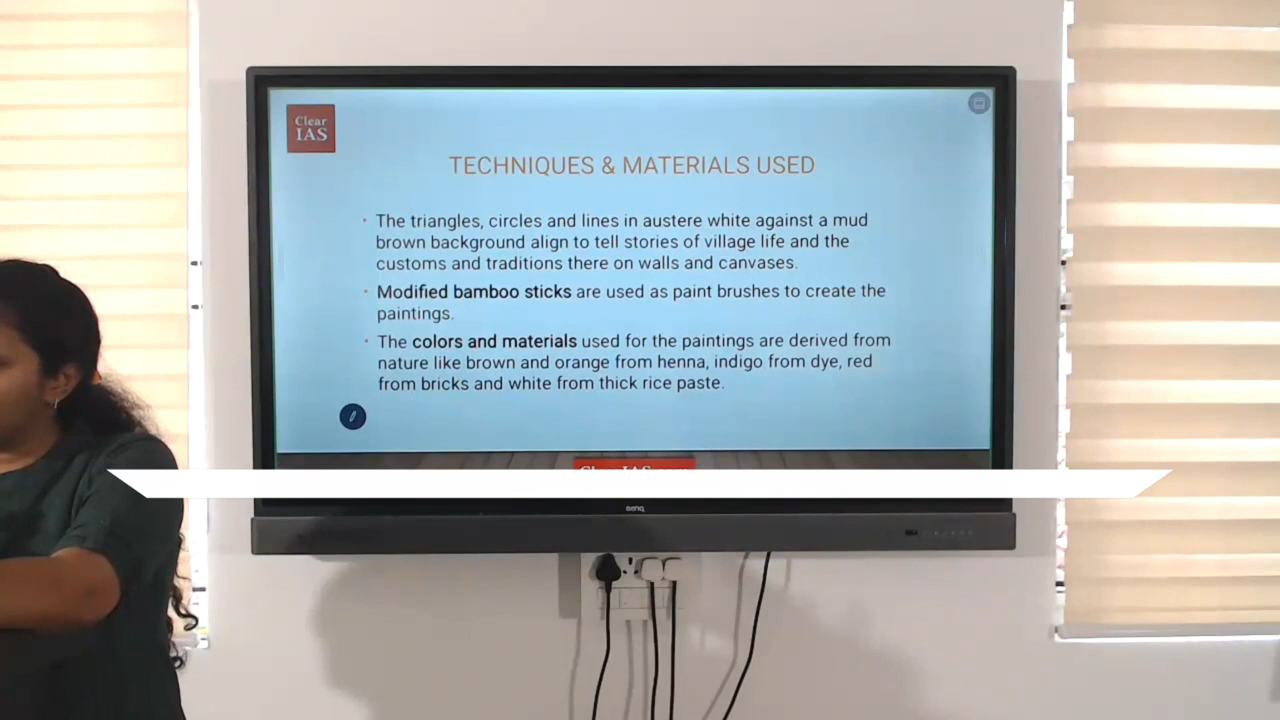 Clear
IAS
TECHNIQUES & MATERIALS USED
The triangles, circles and lines in austere white against a mud
brown background align to tell stories of village life and the
customs and traditions there on walls and canvases.
Modified bamboo sticks are used as paint brushes to create the
paintings.
The colors and materials used for the paintings are derived from
nature like brown and orange from henna, indigo from dye, red
from bricks and white from thick rice paste.
BenQ